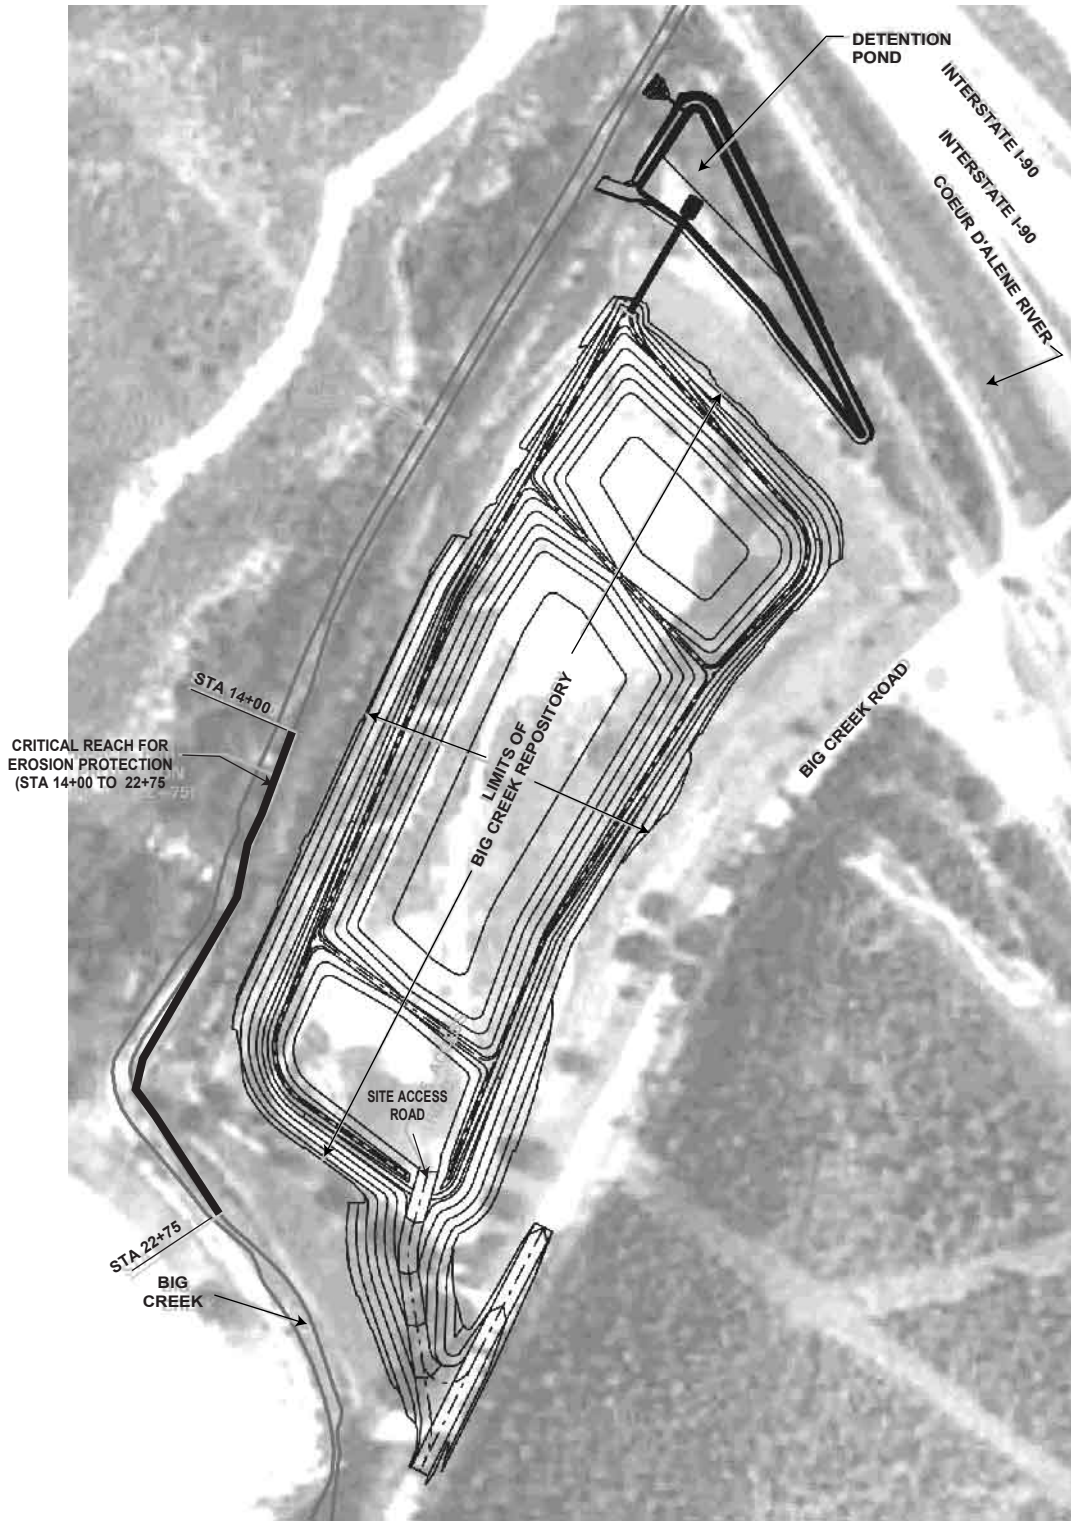 DETENTION
POND
INTERSTATE I-90
INTERSTATE I-90
COEUR D'ALENE RIVER
STA 14+00
CRITICAL REACH FOR
EROSION PROTECTION
(STA 14+00 TO 22+75
LIMITS OF
BIG CREEK REPOSITORY
BIG CREEK ROAD
SITE ACCESS
ROAD
STA 22+75
BIG
CREEK